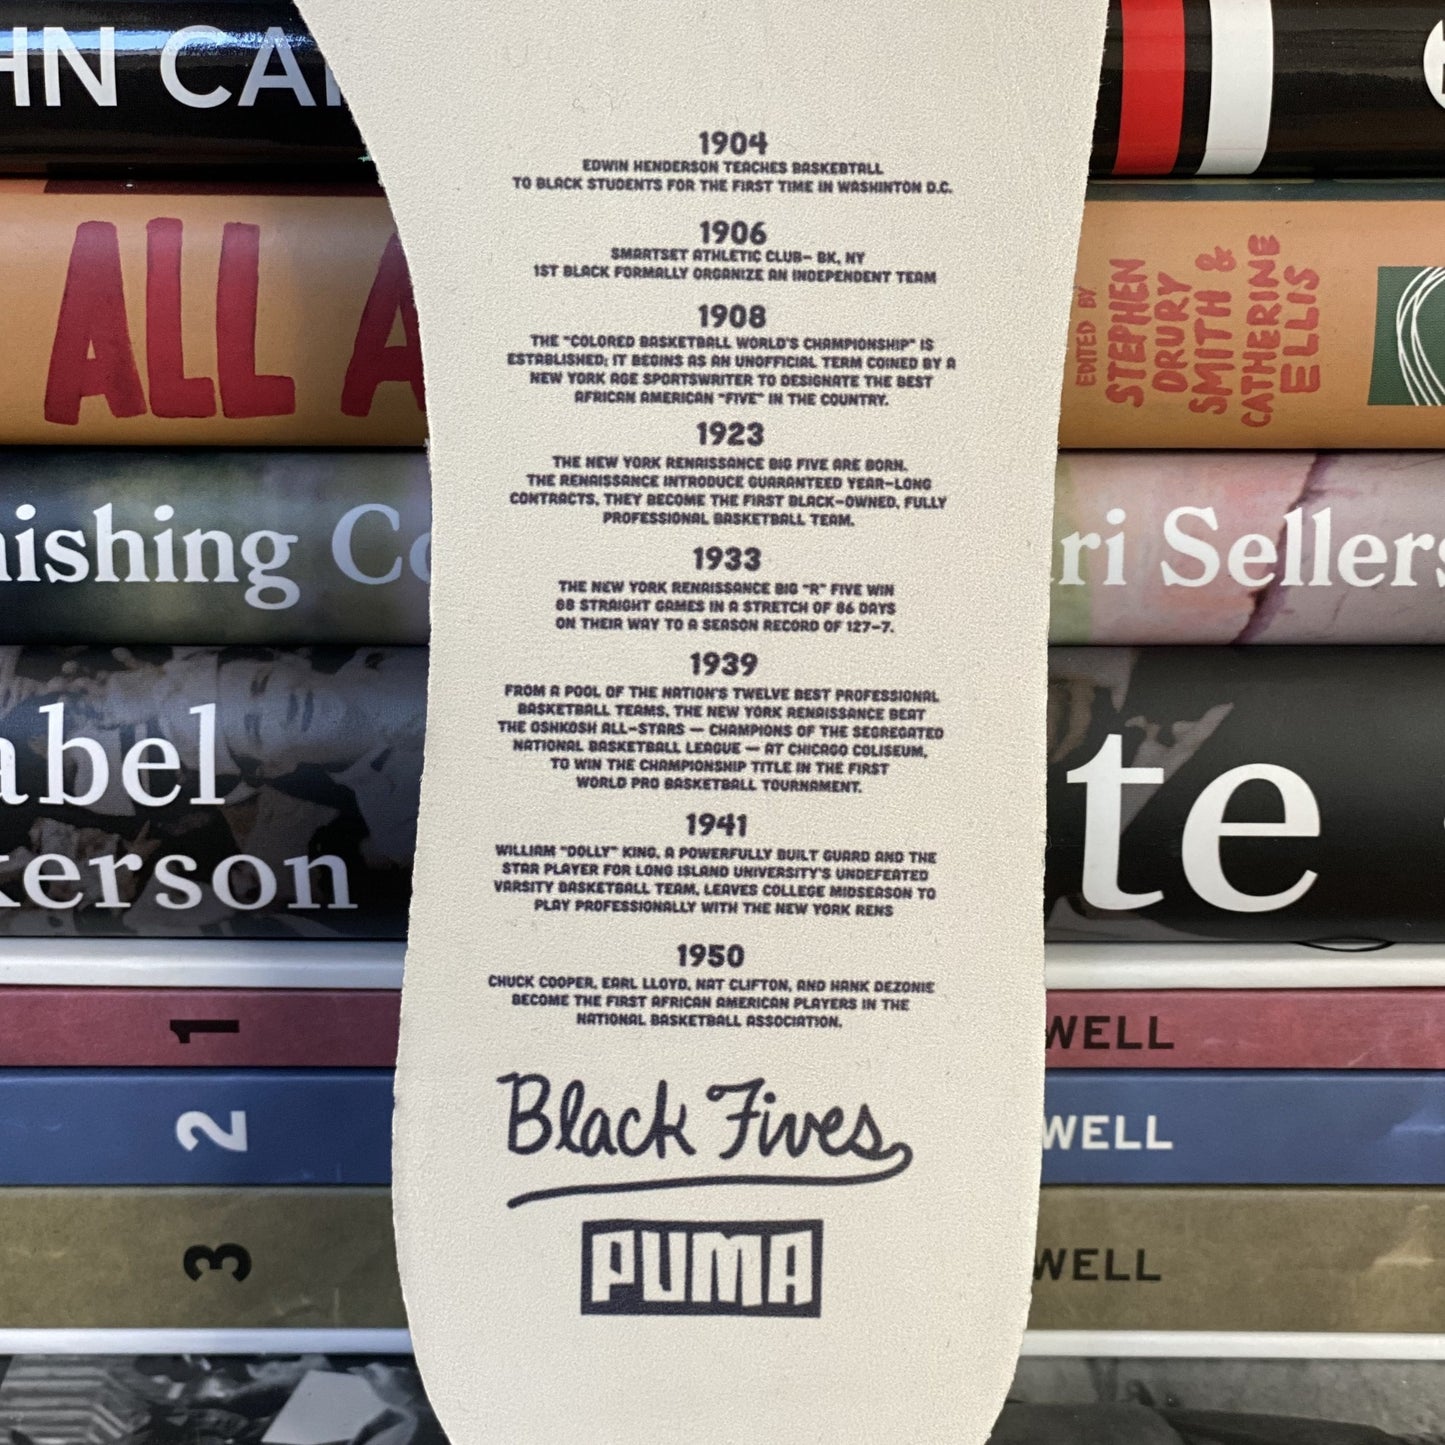 HN CA
ALL A
EDITED BY
STEPHEN
DRURY
SMITH &
CATHERINE
ELLIS
nishing Co
ri Sellers
abel
kerson
te
1
WELL
2
WELL
3
WELL
1904
EDWIN HENDERSON TEACHES BASKEBTALL
TO BLACK STUDENTS FOR THE FIRST TIME IN WASHINTON D.C.
1906
SMARTSET ATHLETIC CLUB- BK, NY
1ST BLACK FORMALLY ORGANIZE AN INDEPENDENT TEAM
1908
THE "COLORED BASKETBALL WORLD'S CHAMPIONSHIP" IS
ESTABLISHED; IT BEGINS AS AN UNOFFICIAL TERM COINED BY A
NEW YORK AGE SPORTSWRITER TO DESIGNATE THE BEST
AFRICAN AMERICAN "FIVE" IN THE COUNTRY.
1923
THE NEW YORK RENAISSANCE BIG FIVE ARE BORN.
THE RENAISSANCE INTRODUCE GUARANTEED YEAR-LONG
CONTRACTS, THEY BECOME THE FIRST BLACK-OWNED, FULLY
PROFESSIONAL BASKETBALL TEAM.
1933
THE NEW YORK RENAISSANCE BIG "R" FIVE WIN
88 STRAIGHT GAMES IN A STRETCH OF 86 DAYS
ON THEIR WAY TO A SEASON RECORD OF 127-7.
1939
FROM A POOL OF THE NATION'S TWELVE BEST PROFESSIONAL
BASKETBALL TEAMS, THE NEW YORK RENAISSANCE BEAT
THE OSHKOSH ALL-STARS — CHAMPIONS OF THE SEGREGATED
NATIONAL BASKETBALL LEAGUE — AT CHICAGO COLISEUM,
TO WIN THE CHAMPIONSHIP TITLE IN THE FIRST
WORLD PRO BASKETBALL TOURNAMENT.
1941
WILLIAM "DOLLY" KING, A POWERFULLY BUILT GUARD AND THE
STAR PLAYER FOR LONG ISLAND UNIVERSITY'S UNDEFEATED
VARSITY BASKETBALL TEAM, LEAVES COLLEGE MIDSEASON TO
PLAY PROFESSIONALLY WITH THE NEW YORK RENS
1950
CHUCK COOPER, EARL LLOYD, NAT CLIFTON, AND HANK DEZONIE
BECOME THE FIRST AFRICAN AMERICAN PLAYERS IN THE
NATIONAL BASKETBALL ASSOCIATION.
Black Fives
PUMA